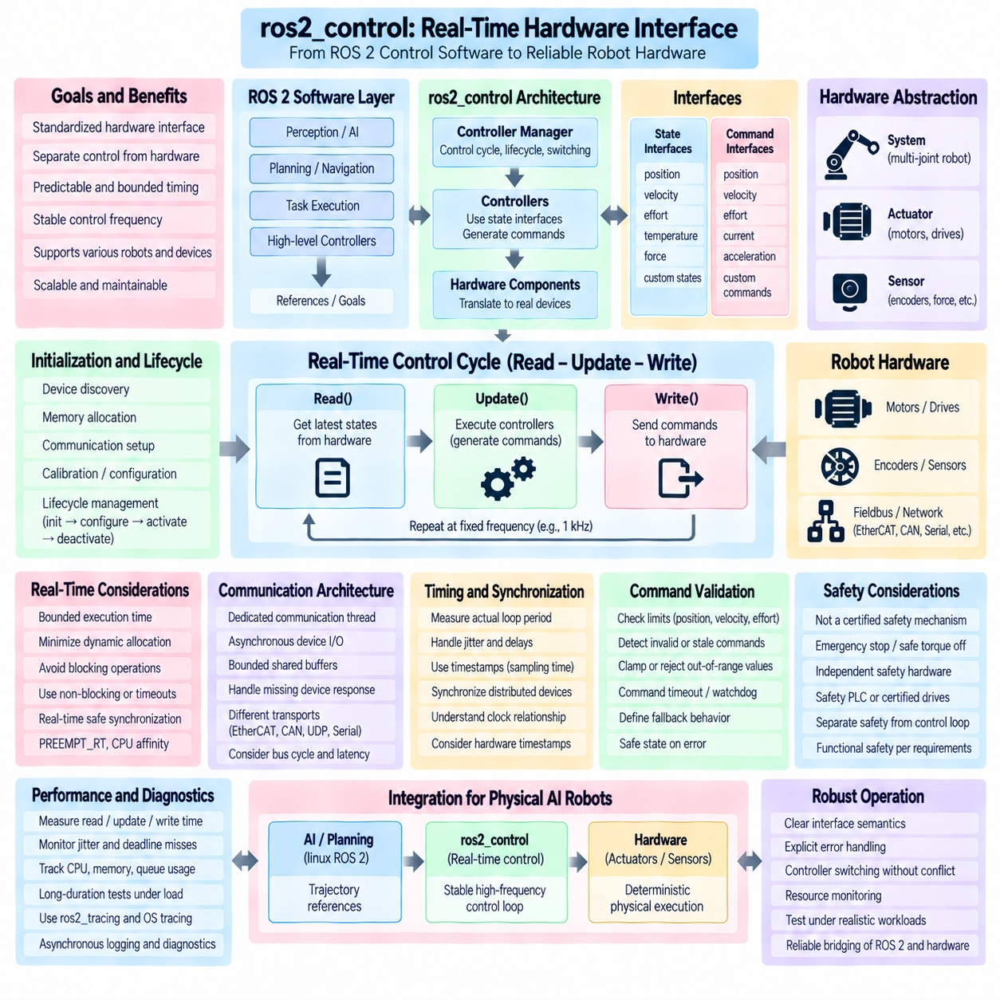 ros2_control: Real-Time Hardware Interface
From ROS 2 Control Software to Reliable Robot Hardware
Goals and Benefits
Standardized hardware interface
Separate control from hardware
Predictable and bounded timing
Stable control frequency
Supports various robots and devices
Scalable and maintainable
ROS 2 Software Layer
Perception / AI
Planning / Navigation
Task Execution
High-level Controllers
References / Goals
ros2_control Architecture
Controller Manager
Control cycle, lifecycle, switching
Controllers
Use state interfaces
Generate commands
Hardware Components
Translate to real devices
Interfaces
State
Interfaces
position
velocity
effort
temperature
force
custom states
Command
Interfaces
position
velocity
effort
current
acceleration
custom
commands
Hardware Abstraction
System
(multi-joint robot)
Actuator
(motors, drives)
Sensor
(encoders, force, etc.)
Initialization and Lifecycle
Device discovery
Memory allocation
Communication setup
Calibration / configuration
Lifecycle management
(init → configure → activate
→ deactivate)
Real-Time Control Cycle (Read – Update – Write)
Read()
Get latest states
from hardware
Update()
Execute controllers
(generate commands)
Write()
Send commands
to hardware
Repeat at fixed frequency (e.g., 1 kHz)
Robot Hardware
Motors / Drives
Encoders / Sensors
Fieldbus / Network
(EtherCAT, CAN, Serial, etc.)
Real-Time Considerations
Bounded execution time
Minimize dynamic allocation
Avoid blocking operations
Use non-blocking or timeouts
Real-time safe synchronization
PREEMPT_RT, CPU affinity
Communication Architecture
Dedicated communication thread
Asynchronous device I/O
Bounded shared buffers
Handle missing device response
Different transports
(EtherCAT, CAN, UDP, Serial)
Consider bus cycle and latency
Timing and Synchronization
Measure actual loop period
Handle jitter and delays
Use timestamps (sampling time)
Synchronize distributed devices
Understand clock relationship
Consider hardware timestamps
Command Validation
Check limits (position, velocity, effort)
Detect invalid or stale commands
Clamp or reject out-of-range values
Command timeout / watchdog
Define fallback behavior
Safe state on error
Safety Considerations
Not a certified safety mechanism
Emergency stop / safe torque off
Independent safety hardware
Safety PLC or certified drives
Separate safety from control loop
Functional safety per requirements
Performance and Diagnostics
Measure read / update / write time
Monitor jitter and deadline misses
Track CPU, memory, queue usage
Long-duration tests under load
Use ros2_tracing and OS tracing
Asynchronous logging and diagnostics
Integration for Physical AI Robots
AI / Planning
(linux ROS 2)
Trajectory
references
ros2_control
(Real-time control)
Stable high-frequency
control loop
Hardware
(Actuators / Sensors)
Deterministic
physical execution
Robust Operation
Clear interface semantics
Explicit error handling
Controller switching without conflict
Resource monitoring
Test under realistic workloads
Reliable bridging of ROS 2 and hardware